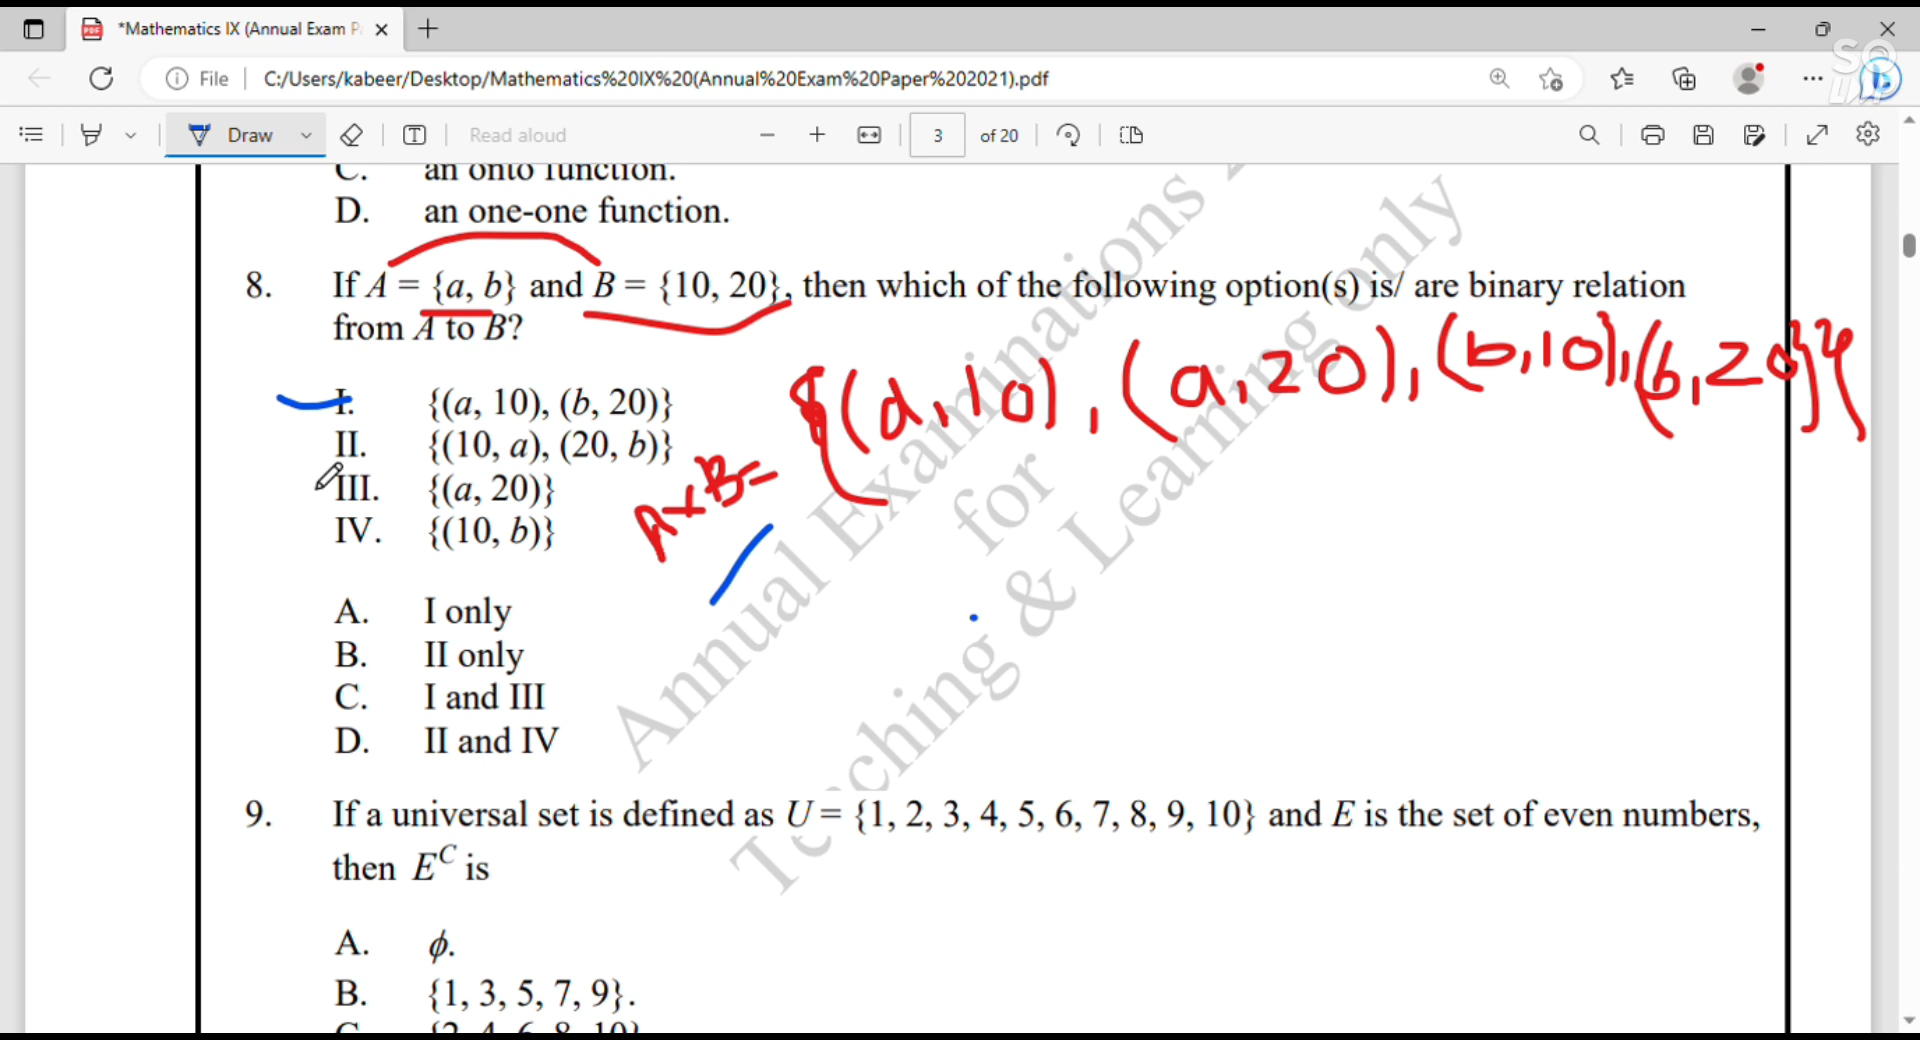 *Mathematics IX (Annual Exam P
File C:/Users/kabeer/Desktop/Mathematics%20IX%20(Annual%20Exam%20Paper%202021).pdf
Draw Read aloud 3 of 20
C. an onto function.
D. an one-one function.
8. If A = {a, b} and B = {10, 20}, then which of the following option(s) is/ are binary relation
from A to B?
I. {(a, 10), (b, 20)}
II. {(10, a), (20, b)}
III. {(a, 20)}
IV. {(10, b)}
A×B= {(a,10), (a,20), (b,10), (b,20)}
A. I only
B. II only
C. I and III
D. II and IV
9. If a universal set is defined as U = {1, 2, 3, 4, 5, 6, 7, 8, 9, 10} and E is the set of even numbers,
then E^C is
A. ϕ.
B. {1, 3, 5, 7, 9}.
C. {2, 4, 6, 8, 10}
Annual Examinations
for
Teaching & Learning only